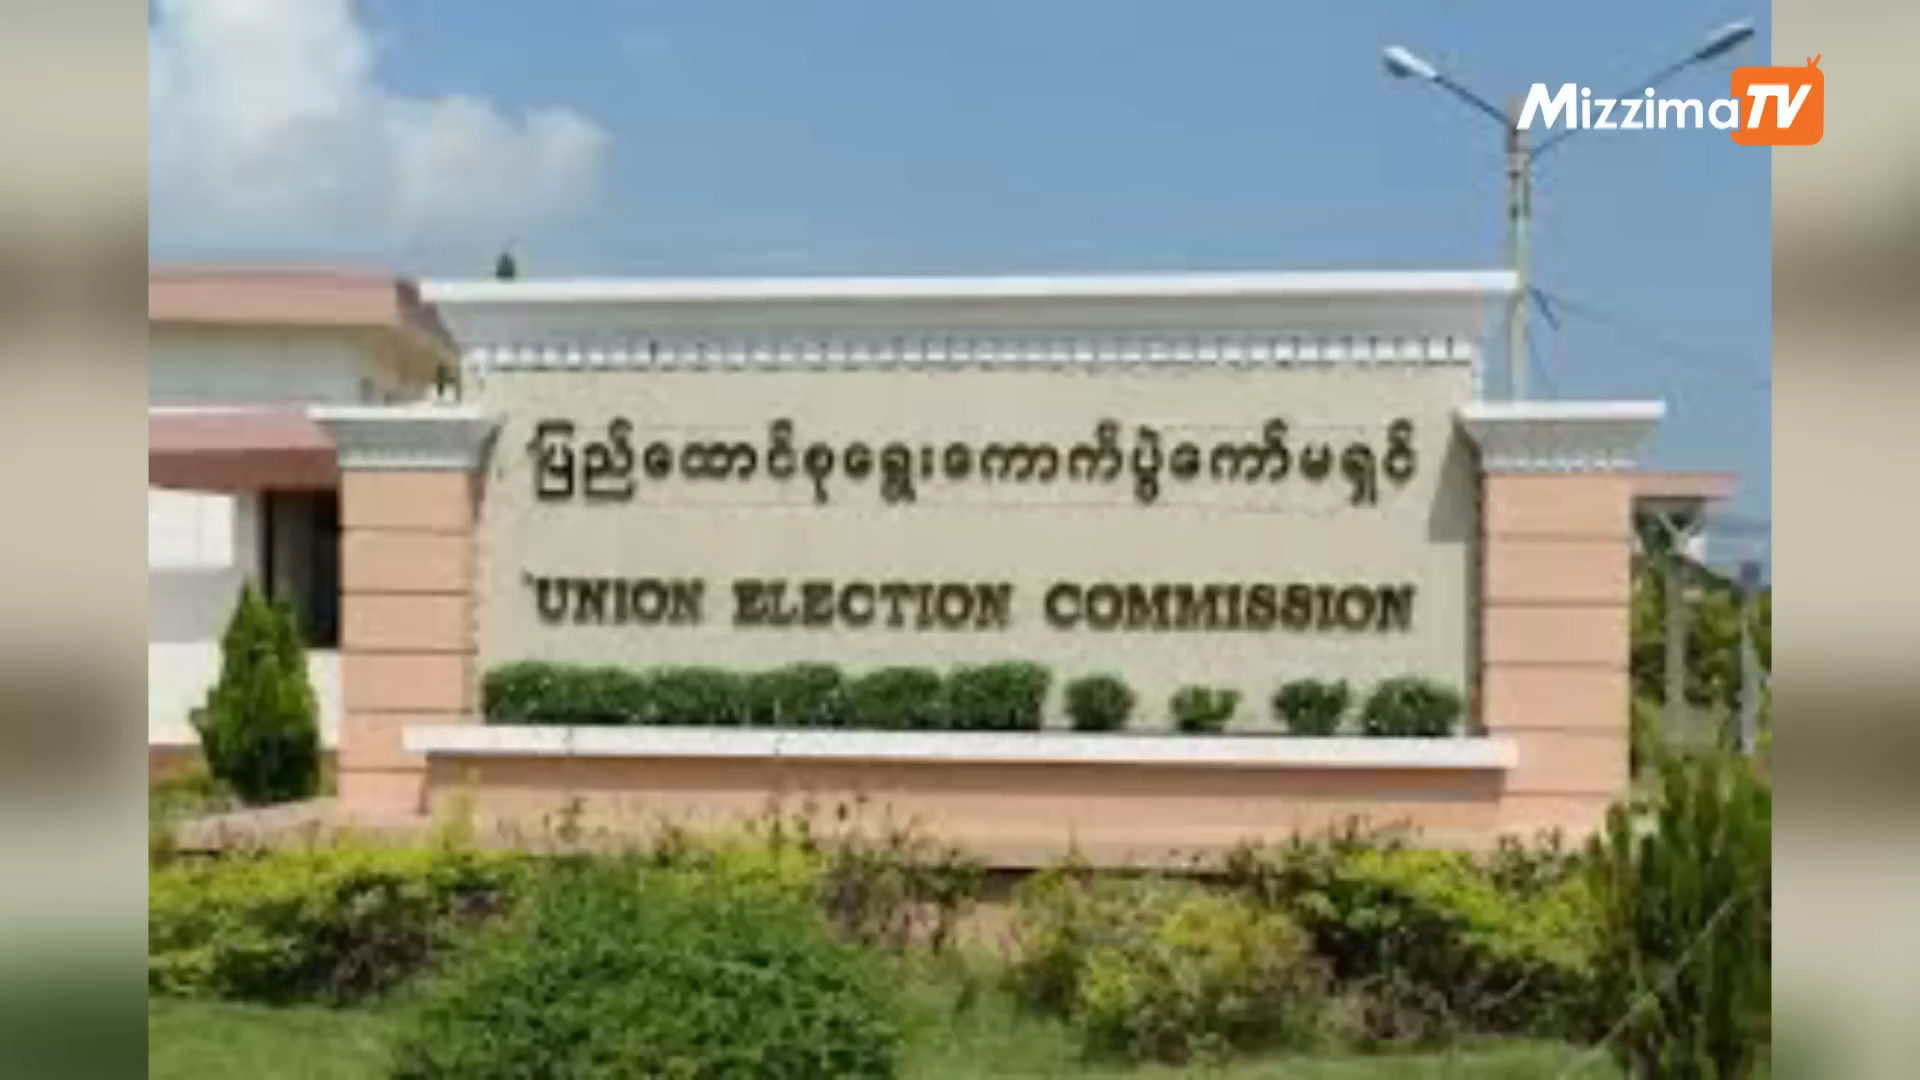 MizzimaTV
ပြည်ထောင်စုရွေးကောက်ပွဲကော်မရှင်
UNION ELECTION COMMISSION